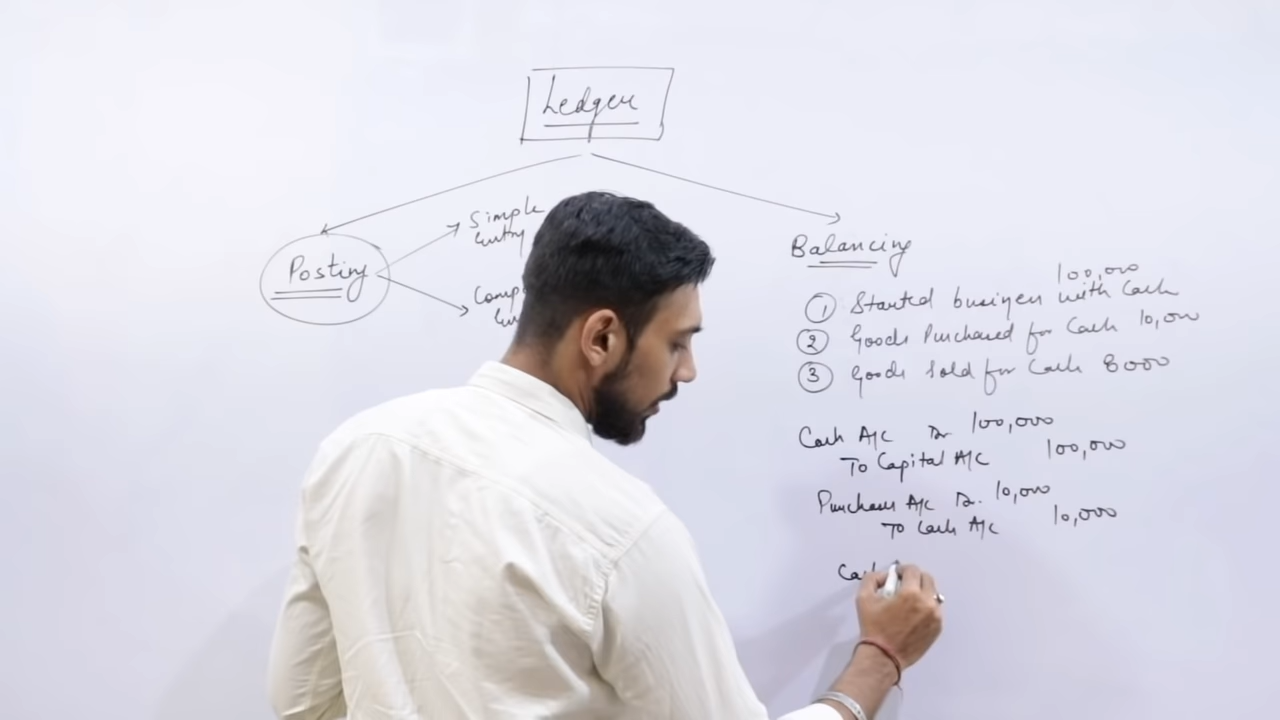 Ledger
Posting
Simple
Entry
Balancing
100,000
① Started business with Cash
② Goods Purchased for Cash 10,000
③ Goods Sold for Cash 8000
Cash A/c Dr 100,000
To Capital A/c 100,000
Purchases A/c Dr. 10,000
To Cash A/c 10,000